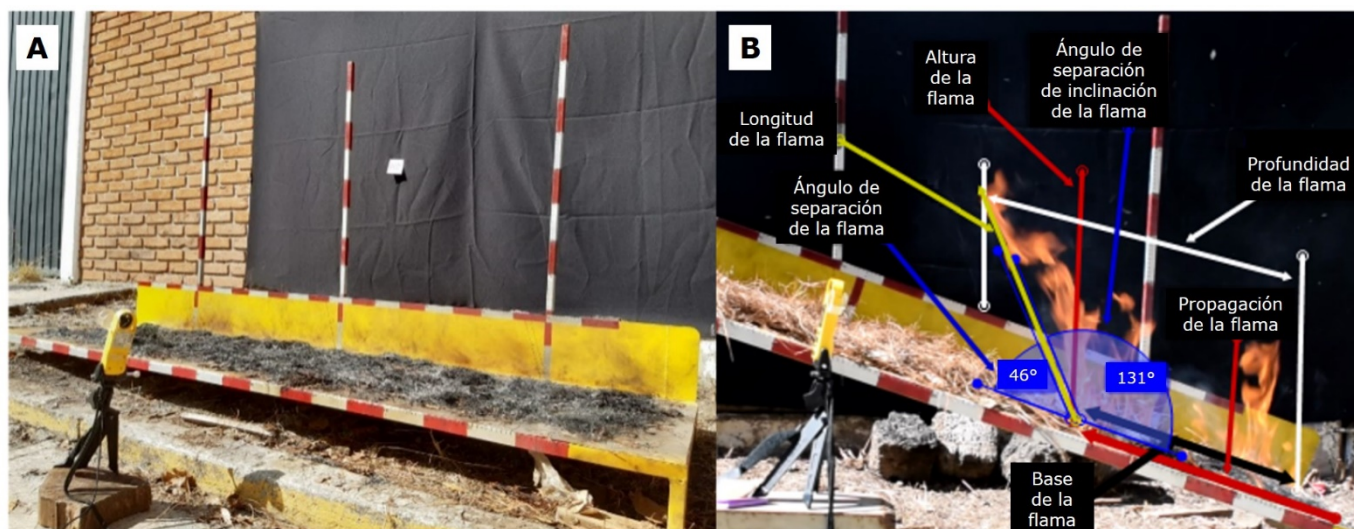 A
B
Altura
de la
flama
Ángulo de
separación
de inclinación
de la flama
Longitud
de la flama
Profundidad
de la flama
Ángulo de
separación
de la flama
Propagación
de la flama
46°
131°
Base
de la
flama